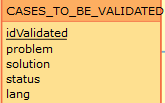 CASES_TO_BE_VALIDATED
idValidated
problem
solution
status
lang